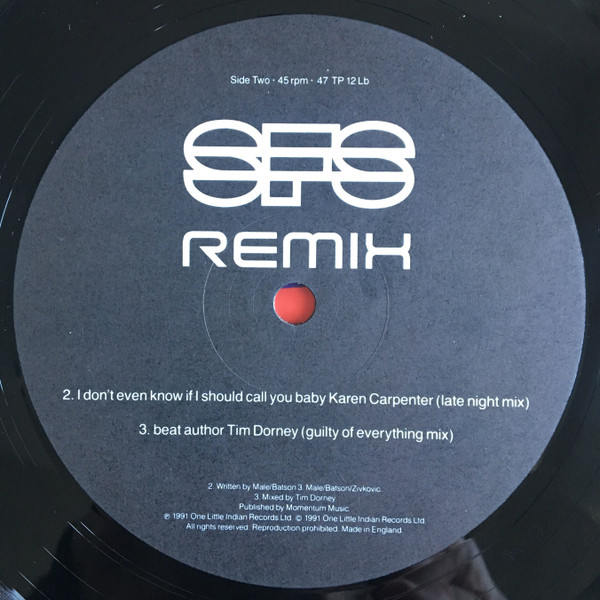 Side Two · 45 rpm · 47 TP 12 Lb
SFS
REMIX
2. I don't even know if I should call you baby Karen Carpenter (late night mix)
3. beat author Tim Dorney (guilty of everything mix)
2. Written by Male/Batson 3. Male/Batson/Zivkovic.
3. Mixed by Tim Dorney
Published by Momentum Music.
℗ 1991 One Little Indian Records Ltd. © 1991 One Little Indian Records Ltd.
All rights reserved. Reproduction prohibited. Made in England.